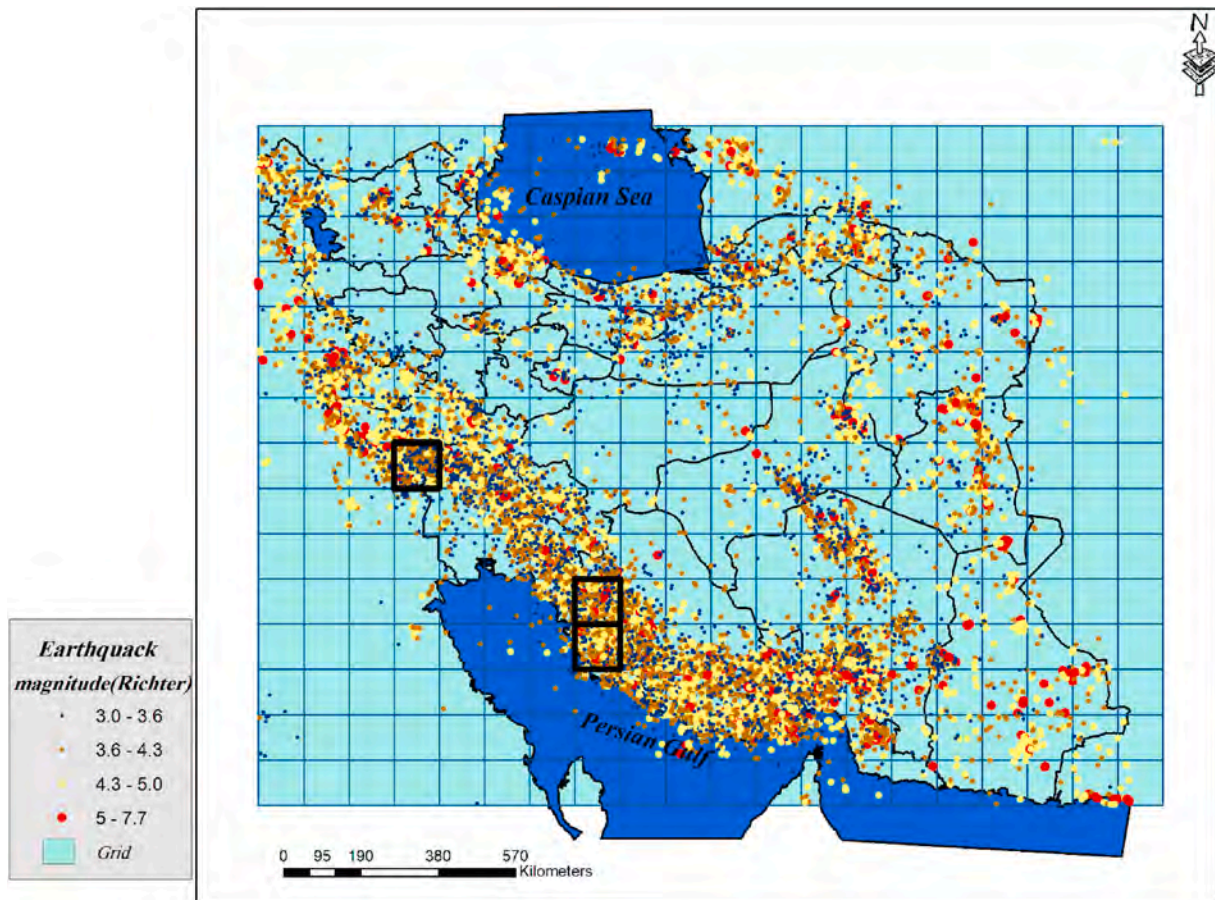 N
Caspian Sea
Persian Gulf
Earthquack
magnitude(Richter)
3.0 - 3.6
3.6 - 4.3
4.3 - 5.0
5 - 7.7
Grid
0 95 190 380 570
Kilometers